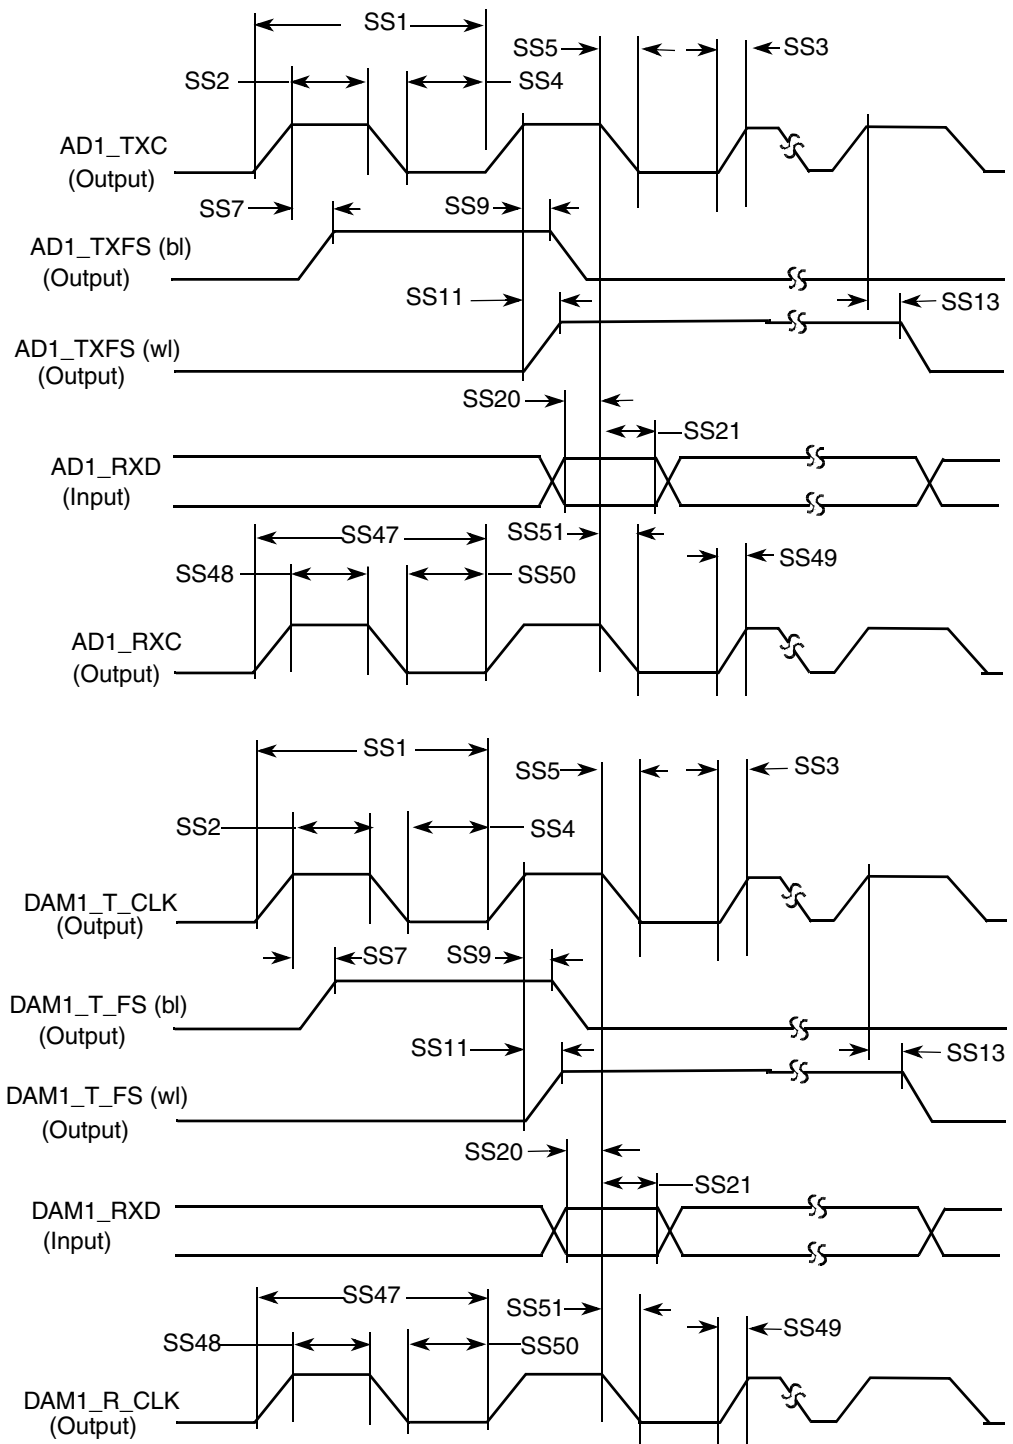 SS1
SS5
SS3
SS2
SS4
AD1_TXC
(Output)
SS7
SS9
AD1_TXFS (bl)
(Output)
SS11
SS13
AD1_TXFS (wl)
(Output)
SS20
SS21
AD1_RXD
(Input)
SS47
SS51
SS49
SS48
SS50
AD1_RXC
(Output)
SS1
SS5
SS3
SS2
SS4
DAM1_T_CLK
(Output)
SS7
SS9
DAM1_T_FS (bl)
(Output)
SS11
SS13
DAM1_T_FS (wl)
(Output)
SS20
SS21
DAM1_RXD
(Input)
SS47
SS51
SS49
SS48
SS50
DAM1_R_CLK
(Output)